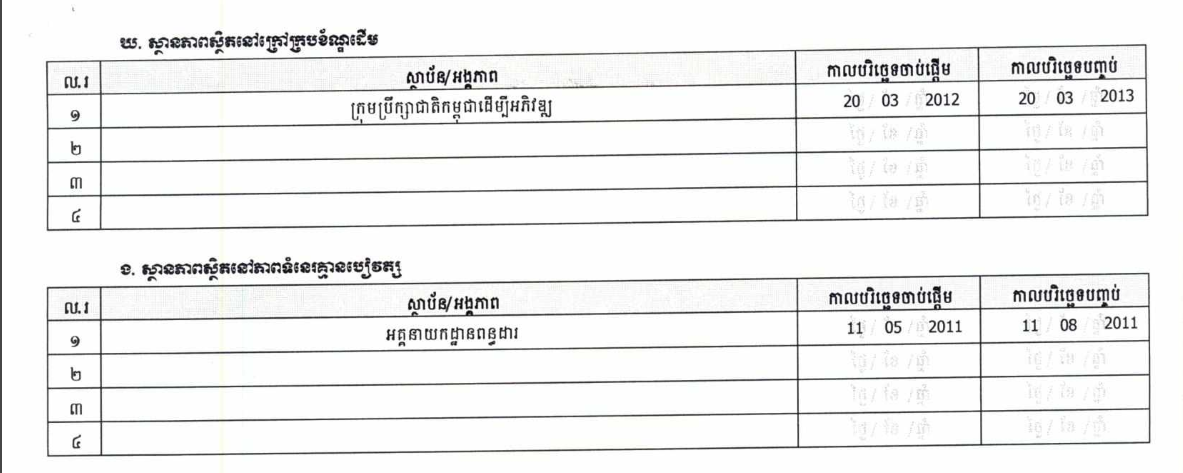 ឃ. ស្ថានភាពស្ថិតនៅក្រៅក្របខ័ណ្ឌដើម
ល.រ ស្ថាប័ន/អង្គភាព កាលបរិច្ឆេទចាប់ផ្តើម កាលបរិច្ឆេទបញ្ចប់
១ ក្រុមប្រឹក្សាជាតិកម្ពុជាដើម្បីអភិវឌ្ឍ 20 03 2012 20 03 2013
២ ថ្ងៃ/ ខែ /ឆ្នាំ ថ្ងៃ/ ខែ /ឆ្នាំ
៣ ថ្ងៃ/ ខែ /ឆ្នាំ ថ្ងៃ/ ខែ /ឆ្នាំ
៤ ថ្ងៃ/ ខែ /ឆ្នាំ ថ្ងៃ/ ខែ /ឆ្នាំ
ង. ស្ថានភាពស្ថិតនៅភាពទំនេរគ្មានបៀវត្ស
ល.រ ស្ថាប័ន/អង្គភាព កាលបរិច្ឆេទចាប់ផ្តើម កាលបរិច្ឆេទបញ្ចប់
១ អគ្គនាយកដ្ឋានពន្ធដារ 11 05 2011 11 08 2011
២ ថ្ងៃ/ ខែ /ឆ្នាំ ថ្ងៃ/ ខែ /ឆ្នាំ
៣ ថ្ងៃ/ ខែ /ឆ្នាំ ថ្ងៃ/ ខែ /ឆ្នាំ
៤ ថ្ងៃ/ ខែ /ឆ្នាំ ថ្ងៃ/ ខែ /ឆ្នាំ